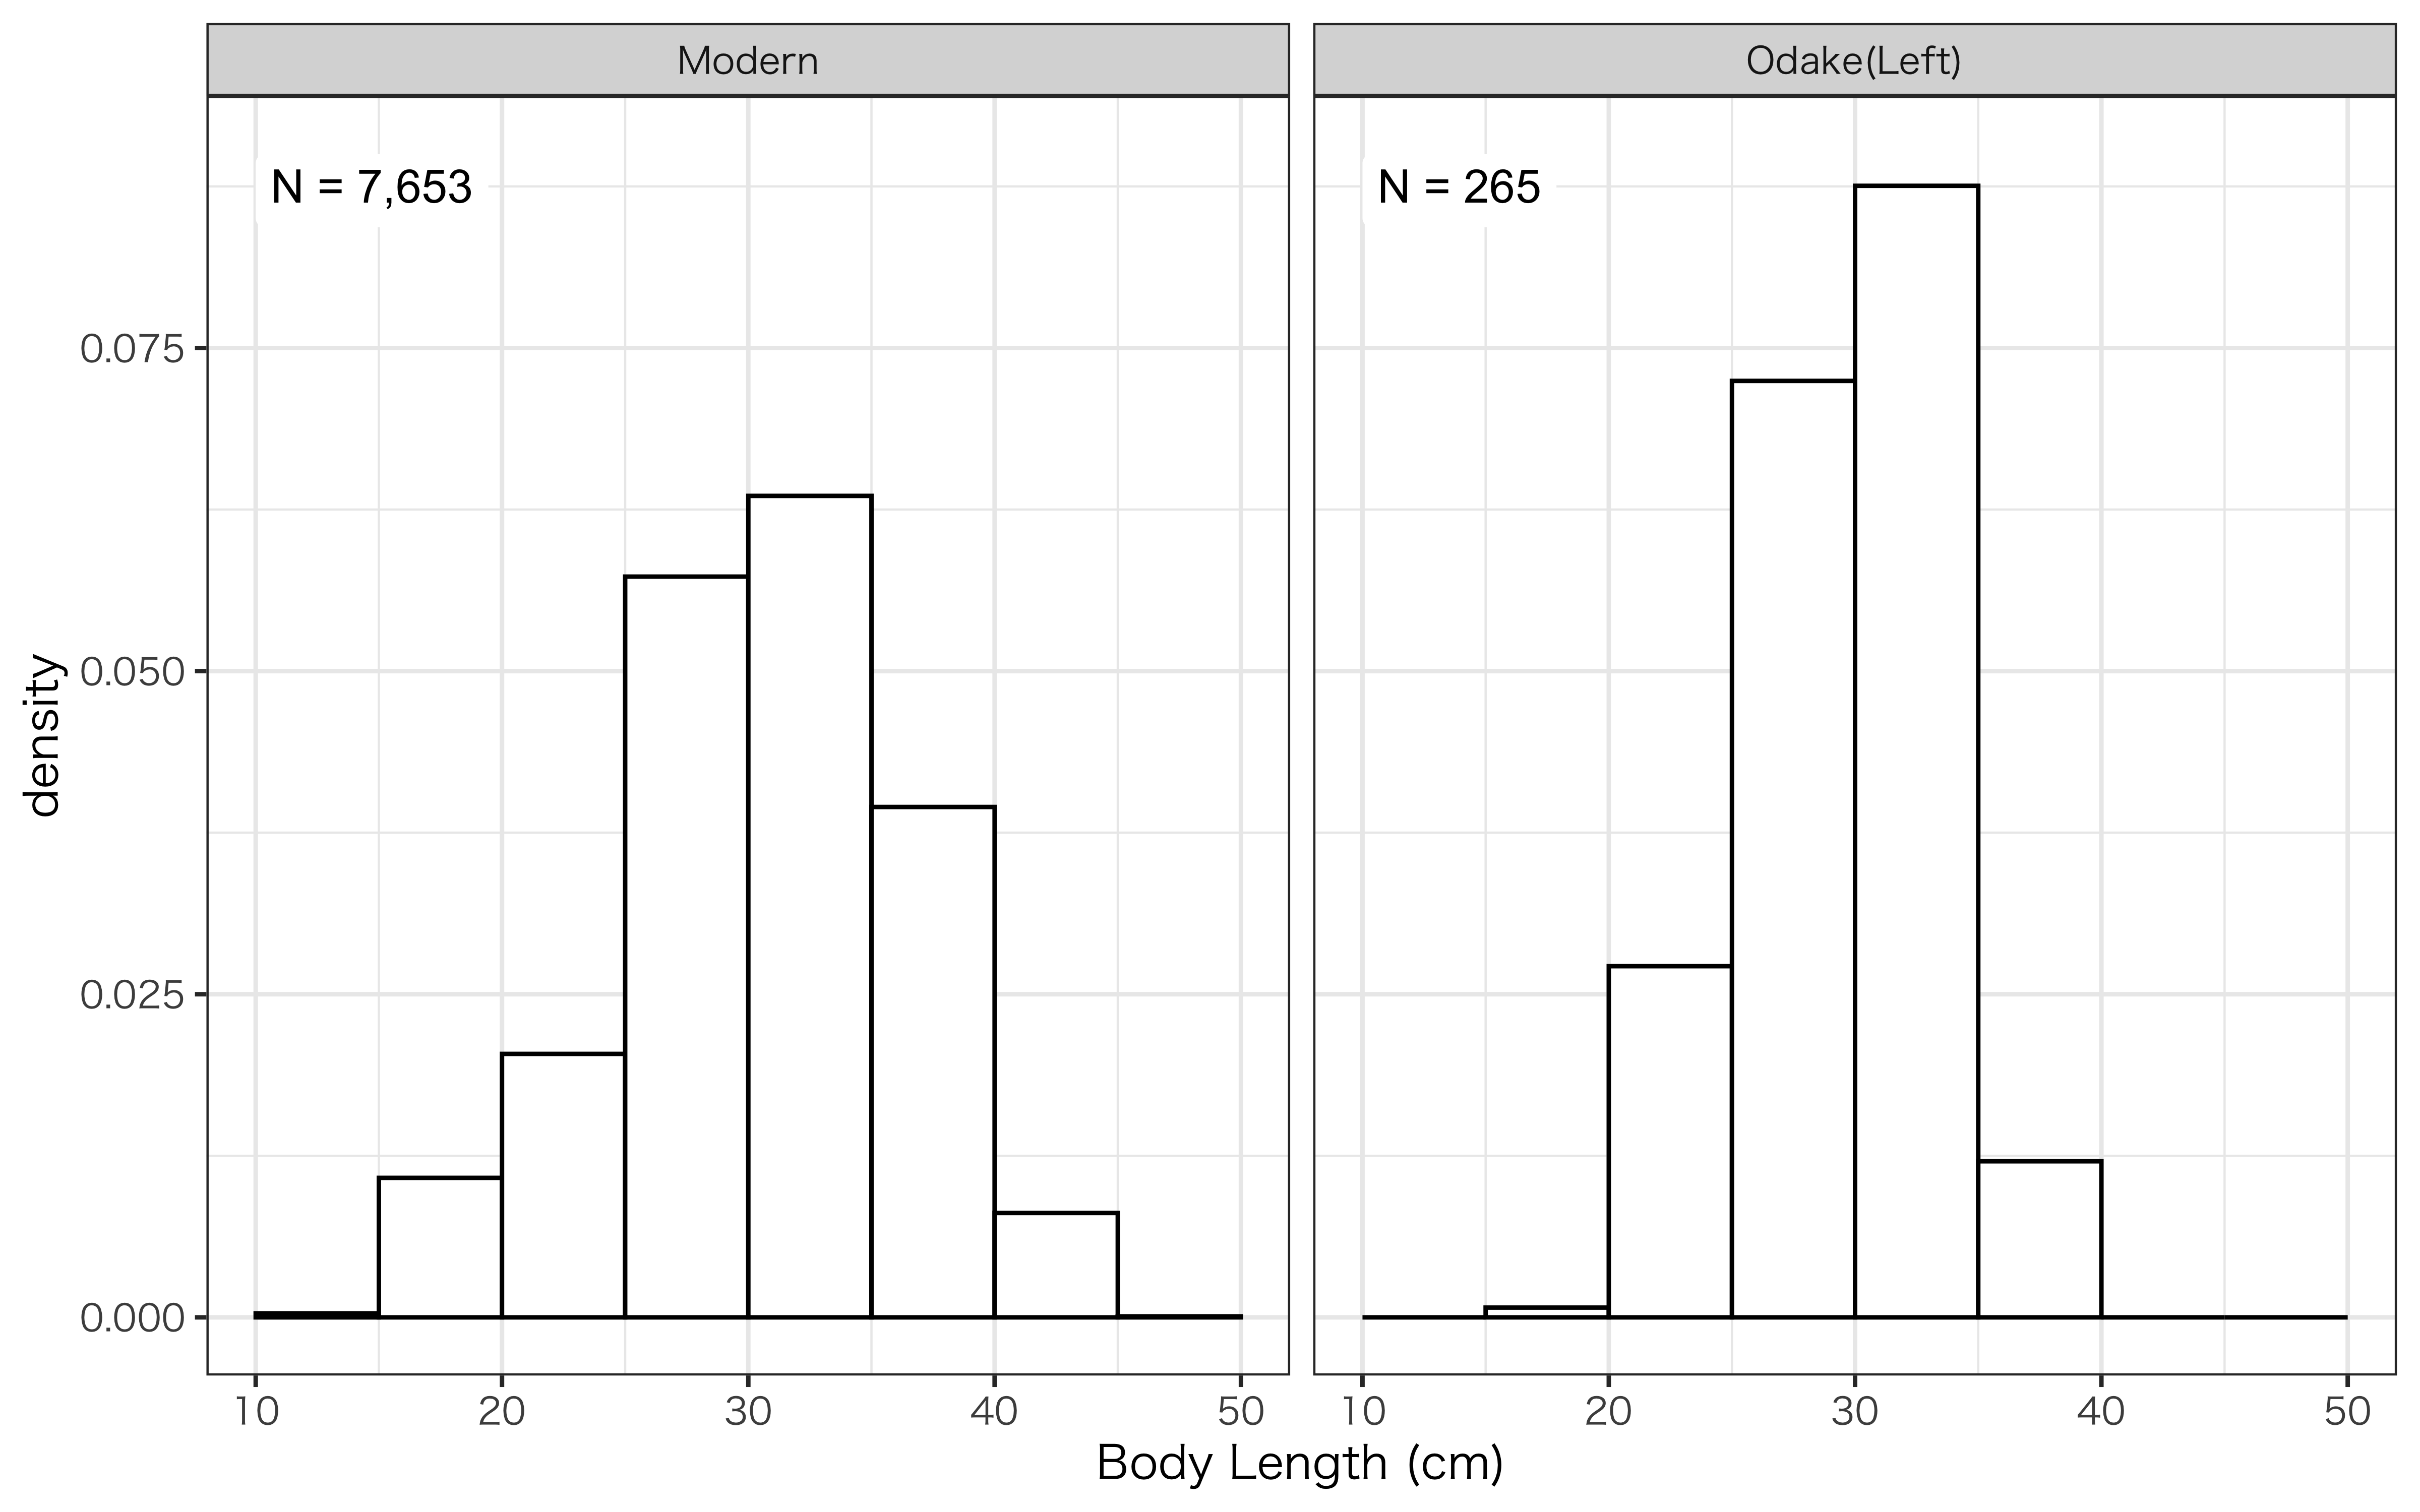 Modern
Odake(Left)
N = 7,653
N = 265
0.075
0.050
0.025
0.000
density
10 20 30 40 50
10 20 30 40 50
Body Length (cm)